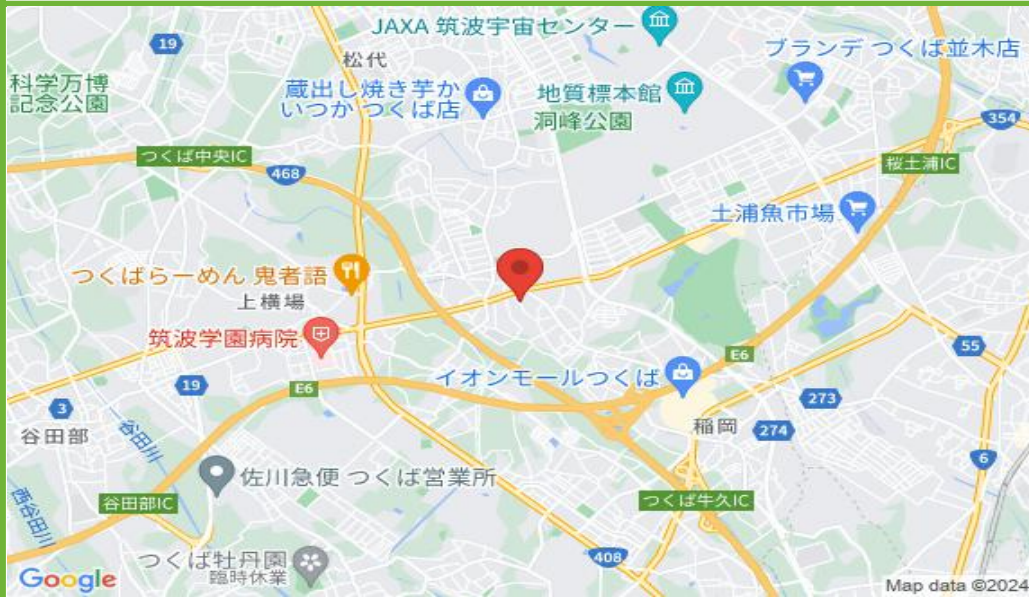 JAXA 筑波宇宙センター
19
松代
ブランデ つくば並木店
科学万博
記念公園
蔵出し焼き芋か
いつか つくば店
地質標本館
洞峰公園
354
つくば中央IC
468
桜土浦IC
土浦魚市場
つくばらーめん 鬼者語
上横場
筑波学園病院
E6
55
イオンモールつくば
19
E6
273
3
谷田部
谷田川
稲岡
274
6
佐川急便 つくば営業所
西谷田川
谷田部IC
つくば牛久IC
つくば牡丹園
臨時休業
408
Google
Map data ©2024